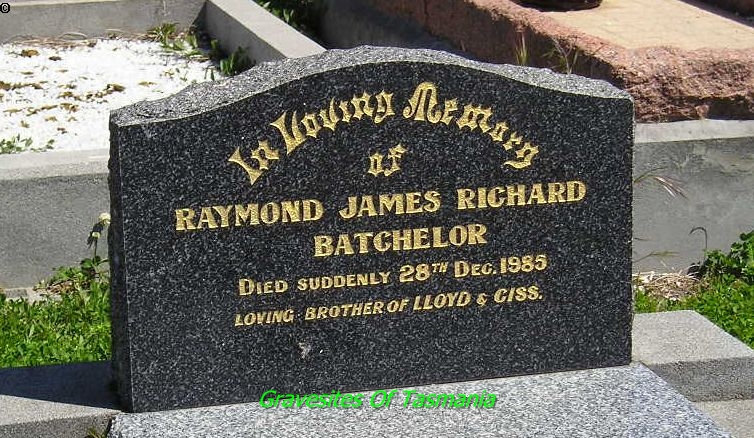 ©
In Loving Memory
of
RAYMOND JAMES RICHARD
BATCHELOR
DIED SUDDENLY 28TH DEC. 1985
LOVING BROTHER OF LLOYD & CISS.
Gravesites Of Tasmania